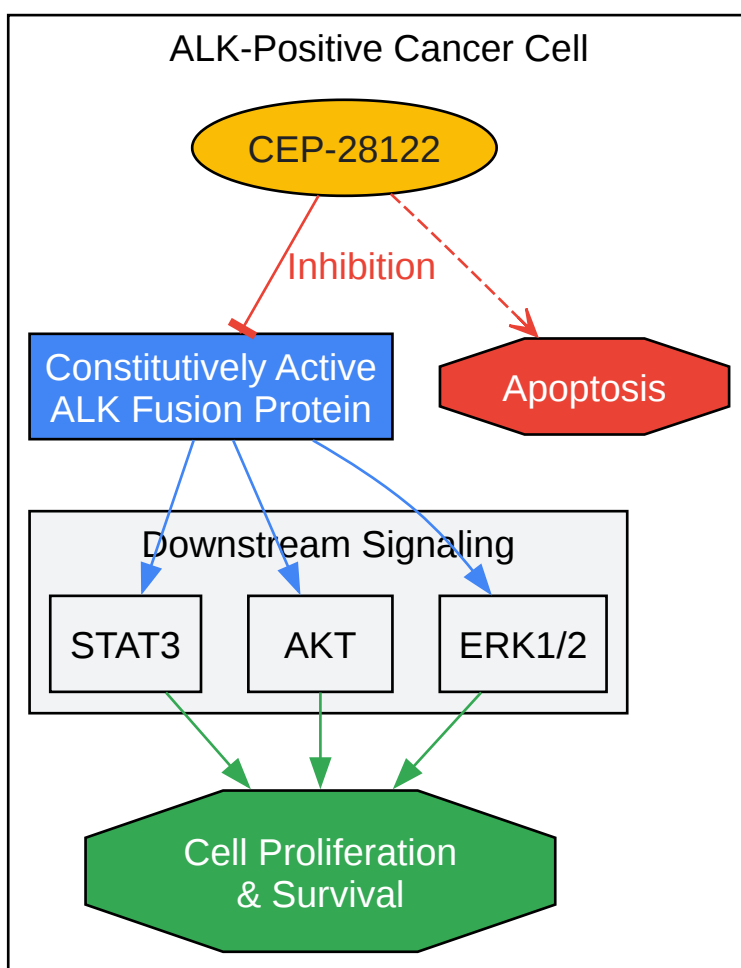 ALK-Positive Cancer Cell
CEP-28122
Inhibition
Constitutively Active
ALK Fusion Protein
Apoptosis
Downstream Signaling
STAT3
AKT
ERK1/2
Cell Proliferation
& Survival